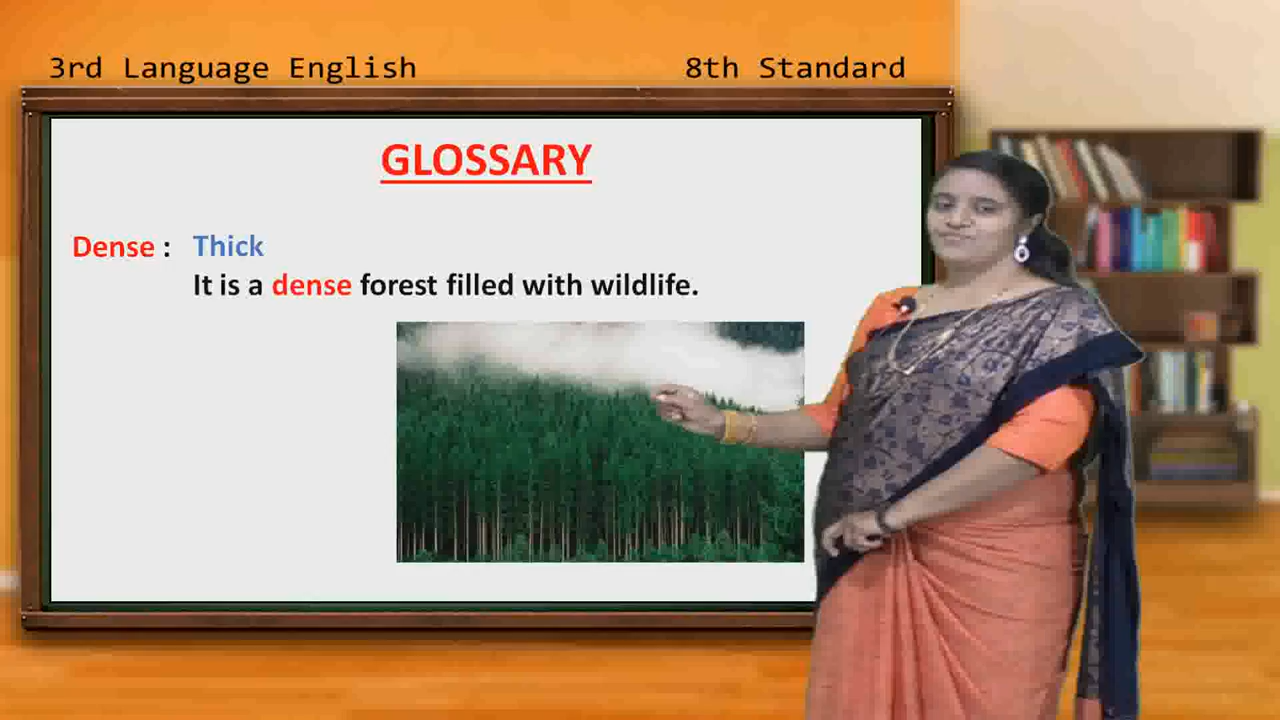 3rd Language English 8th Standard
GLOSSARY
Dense : Thick
It is a dense forest filled with wildlife.